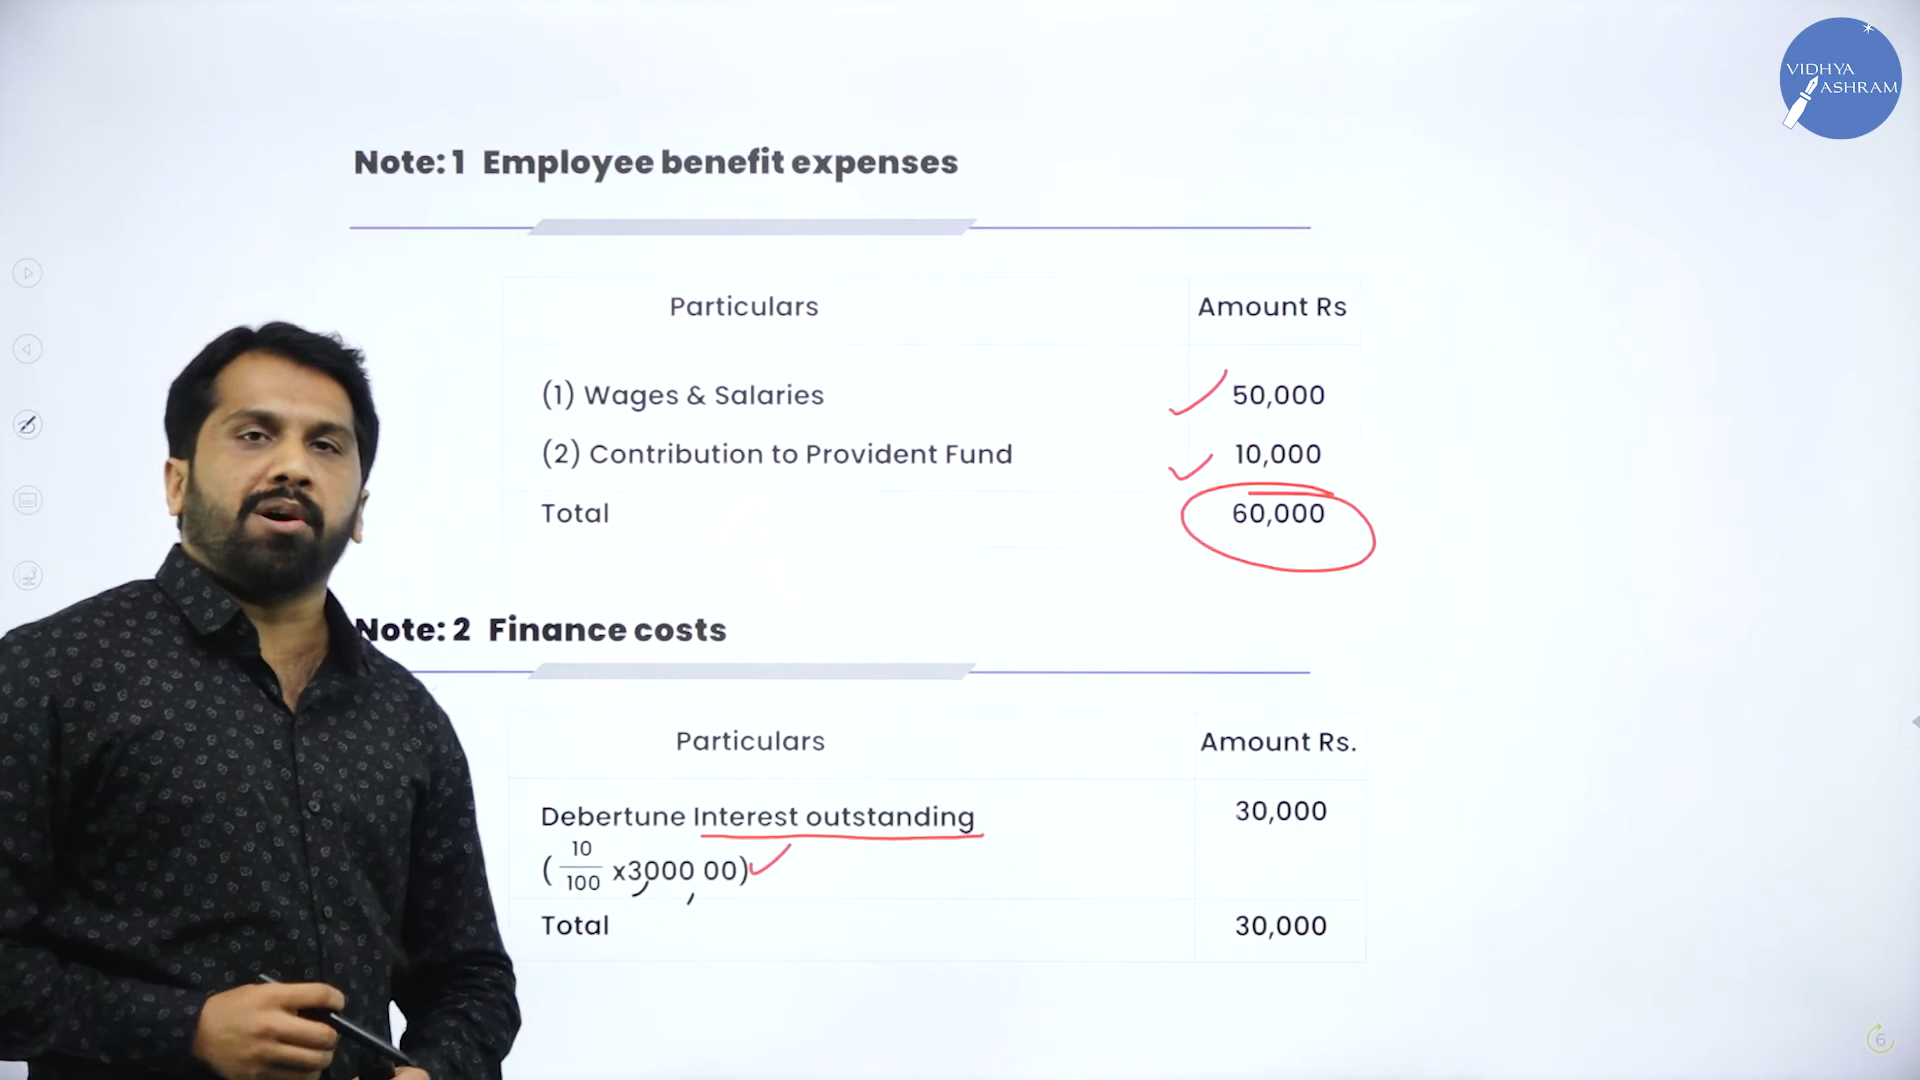 VIDHYA
ASHRAM
Note: 1 Employee benefit expenses
Particulars Amount Rs
(1) Wages & Salaries 50,000
(2) Contribution to Provident Fund 10,000
Total 60,000
Note: 2 Finance costs
Particulars Amount Rs.
Debertune Interest outstanding 30,000
( 10/100 x3000 00)
Total 30,000
6